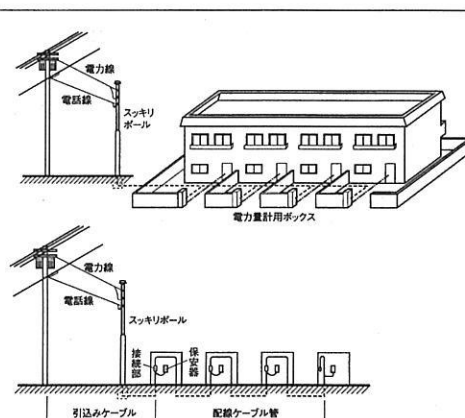 電力線
電話線
スッキリ
ポール
電力量計用ボックス
電力線
電話線
スッキリポール
接続部
保安器
引込みケーブル
配線ケーブル管